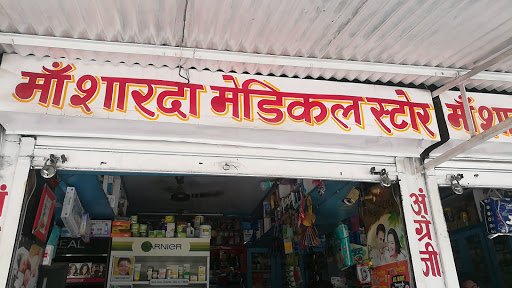 माँ शारदा मेडिकल स्टोर
माँ शार
अंग्रेजी
GARNIER